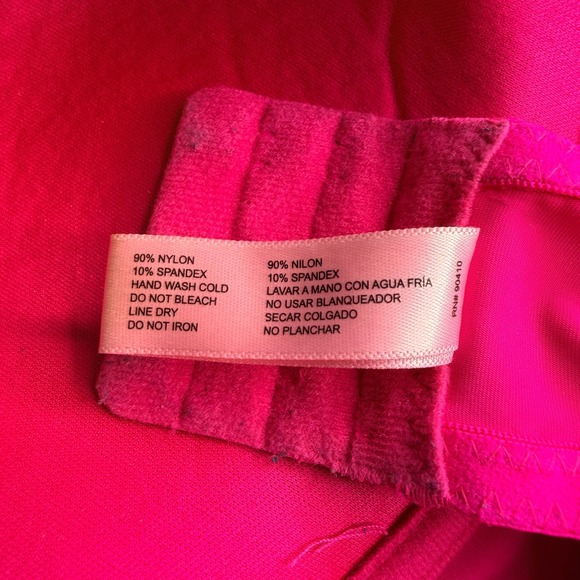 90% NYLON
10% SPANDEX
HAND WASH COLD
DO NOT BLEACH
LINE DRY
DO NOT IRON
90% NILON
10% SPANDEX
LAVAR A MANO CON AGUA FRÍA
NO USAR BLANQUEADOR
SECAR COLGADO
NO PLANCHAR
RN# 90410